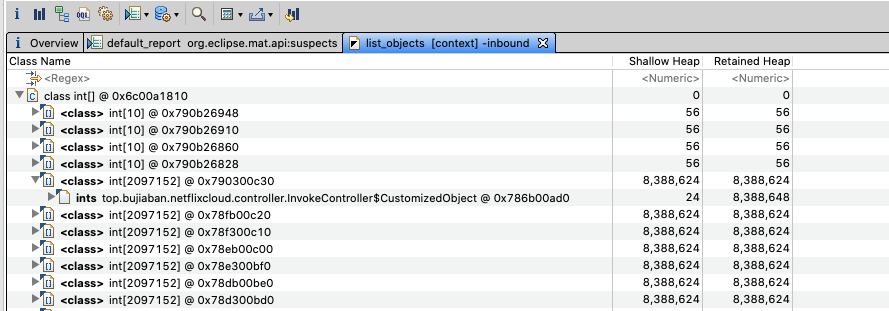 i OQL
i Overview default_report org.eclipse.mat.api:suspects list_objects [context] -inbound
Class Name Shallow Heap Retained Heap
<Regex> <Numeric> <Numeric>
class int[] @ 0x6c00a1810 0 0
<class> int[10] @ 0x790b26948 56 56
<class> int[10] @ 0x790b26910 56 56
<class> int[10] @ 0x790b26860 56 56
<class> int[10] @ 0x790b26828 56 56
<class> int[2097152] @ 0x790300c30 8,388,624 8,388,624
ints top.bujiaban.netflixcloud.controller.InvokeController$CustomizedObject @ 0x786b00ad0 24 8,388,648
<class> int[2097152] @ 0x78fb00c20 8,388,624 8,388,624
<class> int[2097152] @ 0x78f300c10 8,388,624 8,388,624
<class> int[2097152] @ 0x78eb00c00 8,388,624 8,388,624
<class> int[2097152] @ 0x78e300bf0 8,388,624 8,388,624
<class> int[2097152] @ 0x78db00be0 8,388,624 8,388,624
<class> int[2097152] @ 0x78d300bd0 8,388,624 8,388,624